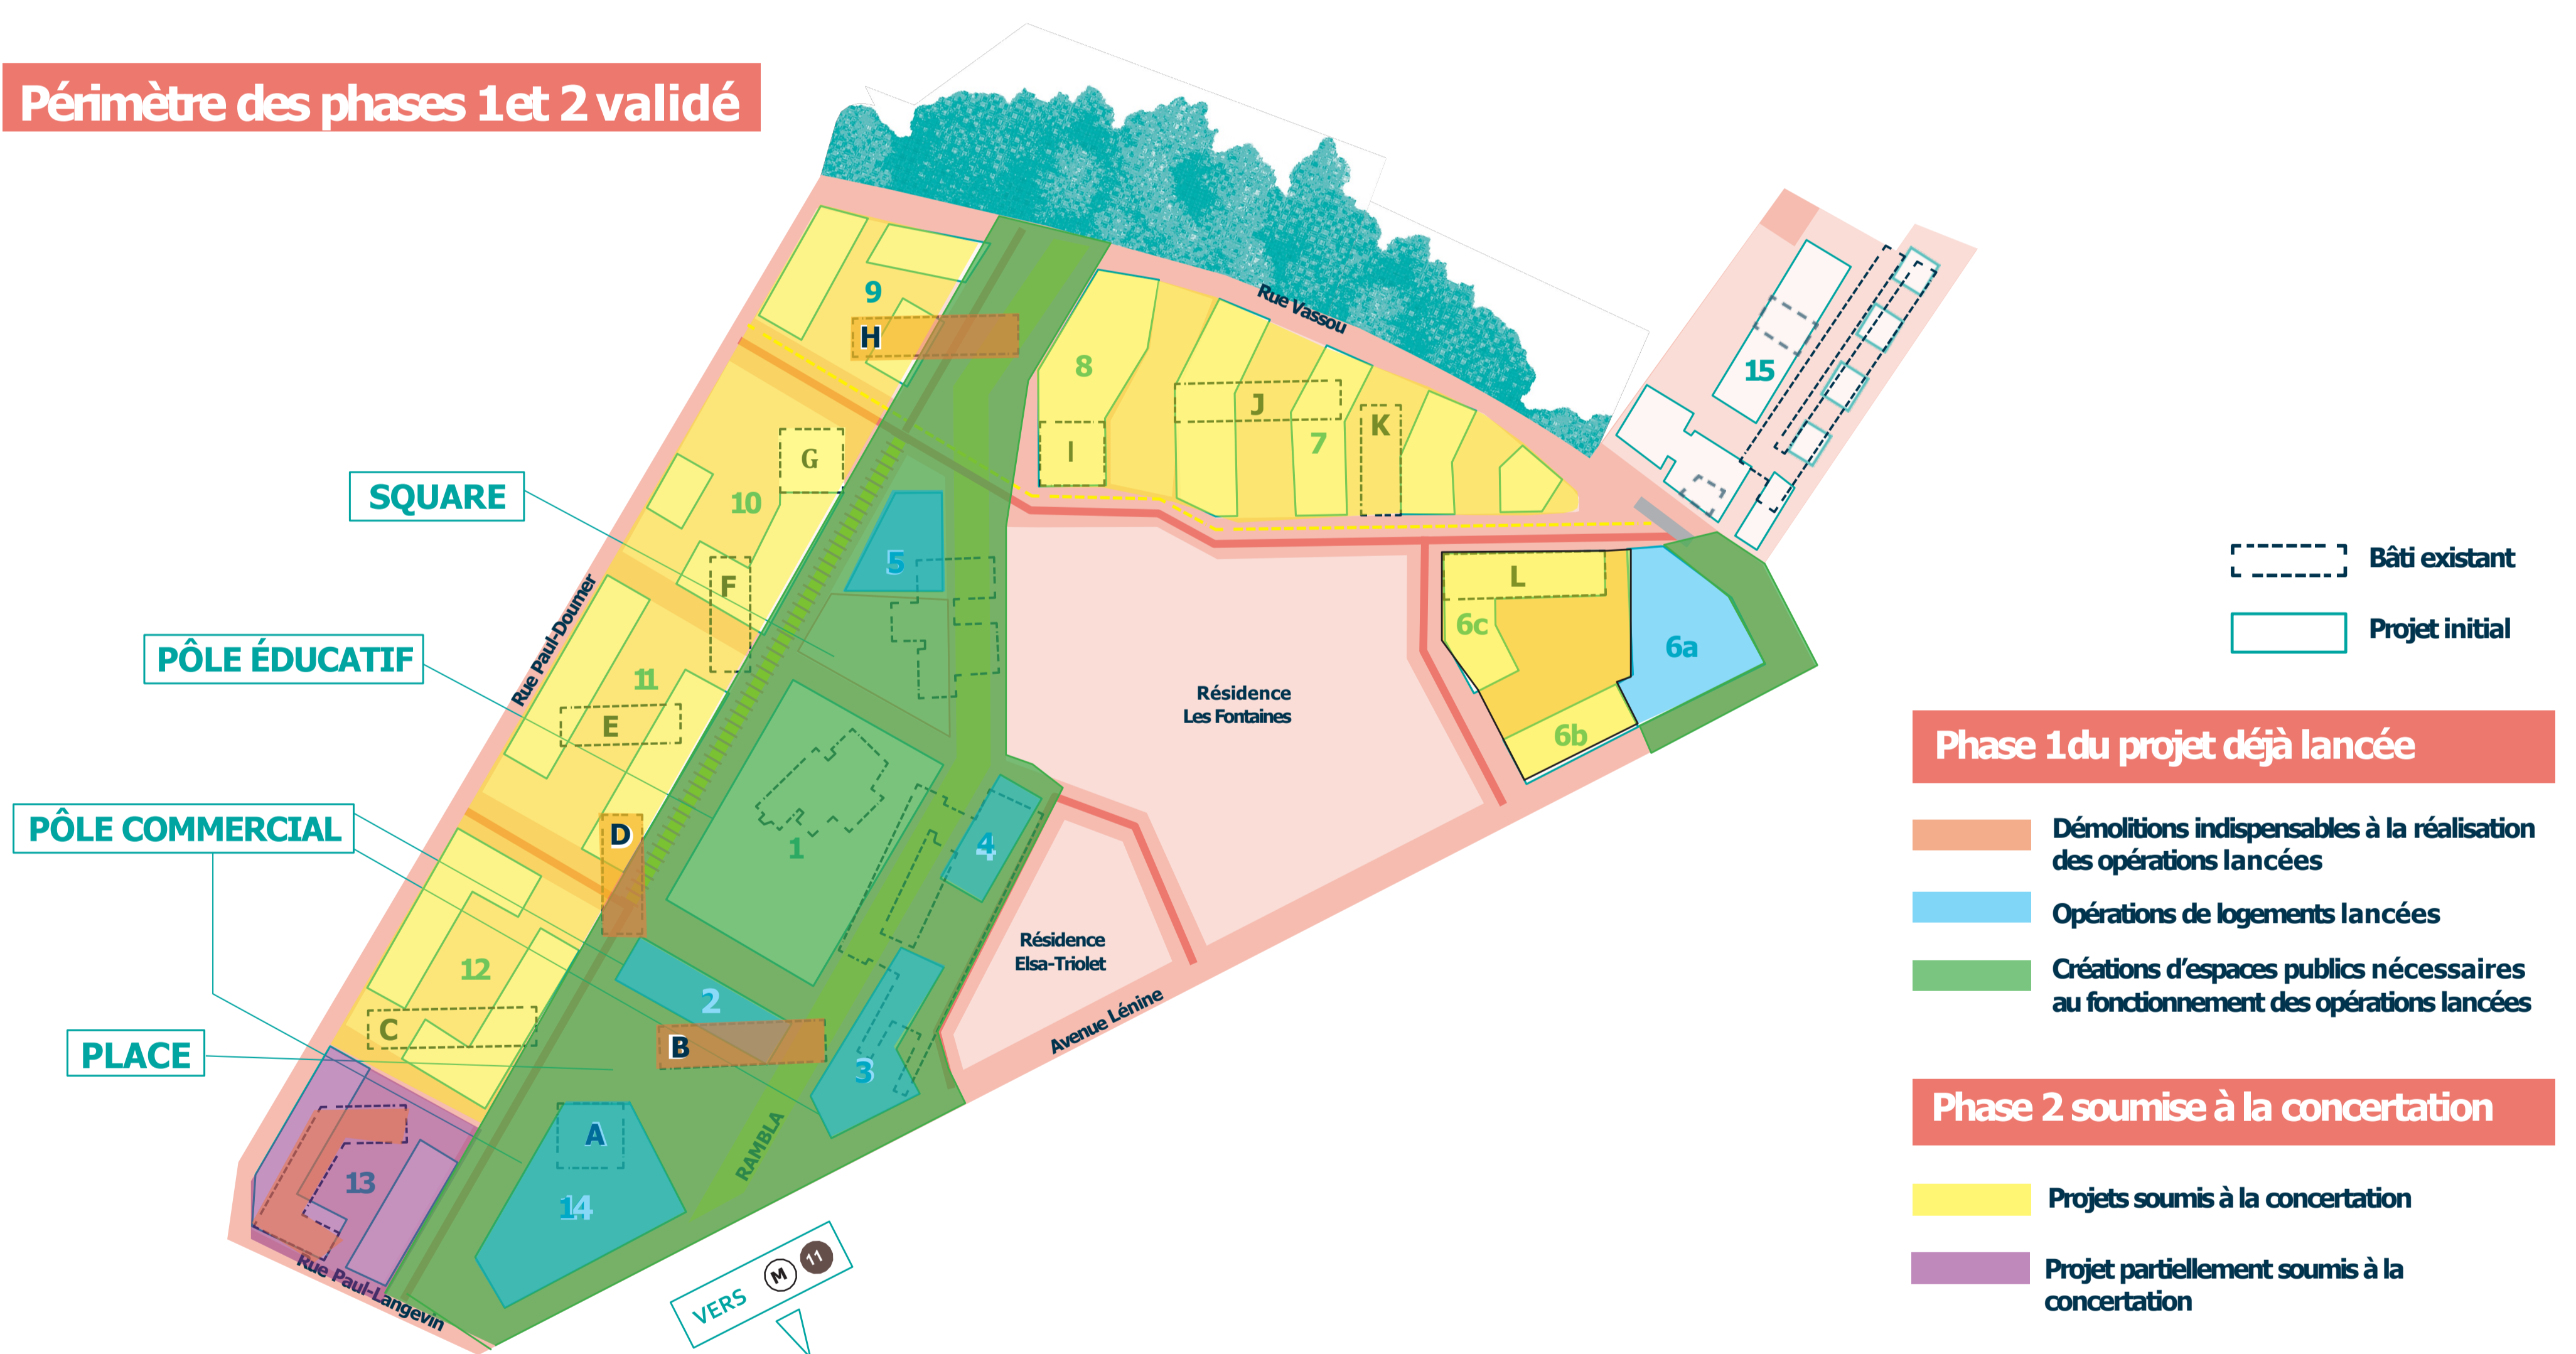 Périmètre des phases 1 et 2 validé
Rue Vassou
9
H
8
J
K
I
7
15
G
10
SQUARE
5
F
L
6c
6a
6b
Bâti existant
Projet initial
Rue Paul-Doumer
PÔLE ÉDUCATIF
11
E
Résidence
Les Fontaines
PÔLE COMMERCIAL
D
1
4
Résidence
Elsa-Triolet
Avenue Lénine
12
C
2
B
3
PLACE
A
14
RAMBLA
13
Rue Paul-Langevin
VERS M 11
Phase 1 du projet déjà lancée
Démolitions indispensables à la réalisation
des opérations lancées
Opérations de logements lancées
Créations d'espaces publics nécessaires
au fonctionnement des opérations lancées
Phase 2 soumise à la concertation
Projets soumis à la concertation
Projet partiellement soumis à la
concertation